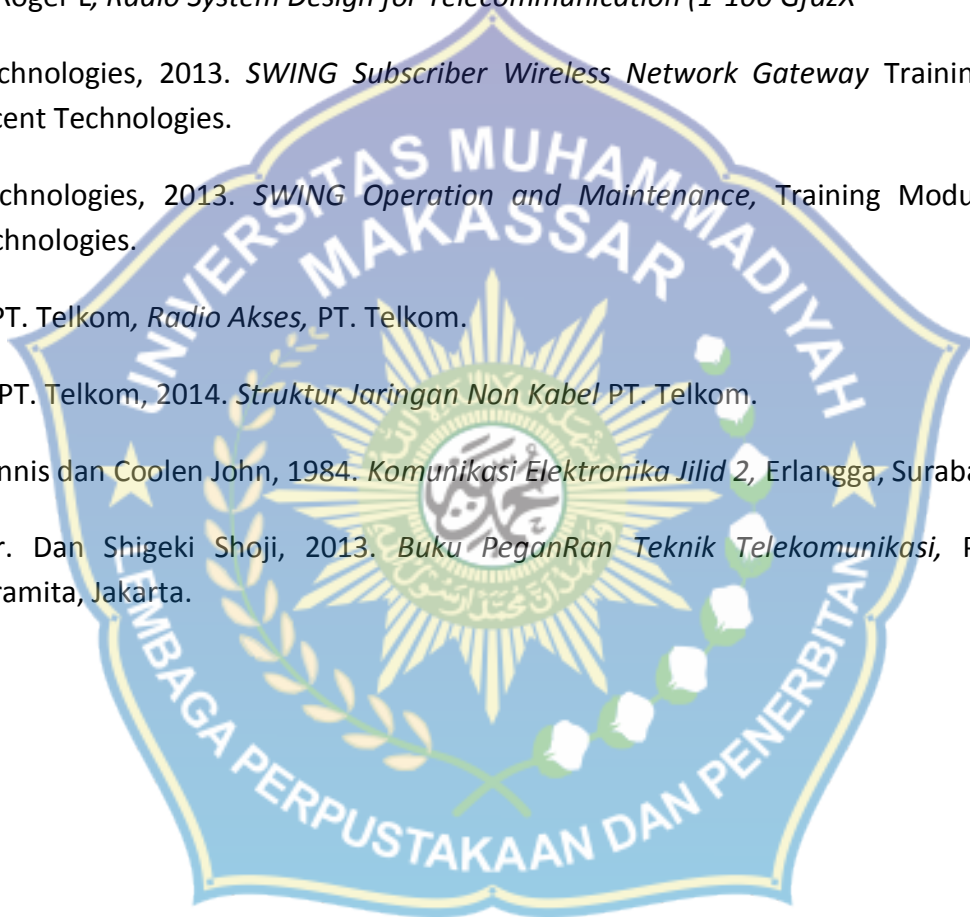 Roger L, Radio System Design for Telecommunication (1-100 GfuzX
chnologies, 2013. SWING Subscriber Wireless Network Gateway Training
cent Technologies.
chnologies, 2013. SWING Operation and Maintenance, Training Modu
chnologies.
PT. Telkom, Radio Akses, PT. Telkom.
PT. Telkom, 2014. Struktur Jaringan Non Kabel PT. Telkom.
nnis dan Coolen John, 1984. Komunikasi Elektronika Jilid 2, Erlangga, Suraba
r. Dan Shigeki Shoji, 2013. Buku PeganRan Teknik Telekomunikasi, P
ramita, Jakarta.
UNIVERSITAS MUHAMMADIYAH
MAKASSAR
LEMBAGA PERPUSTAKAAN DAN PENERBITAN